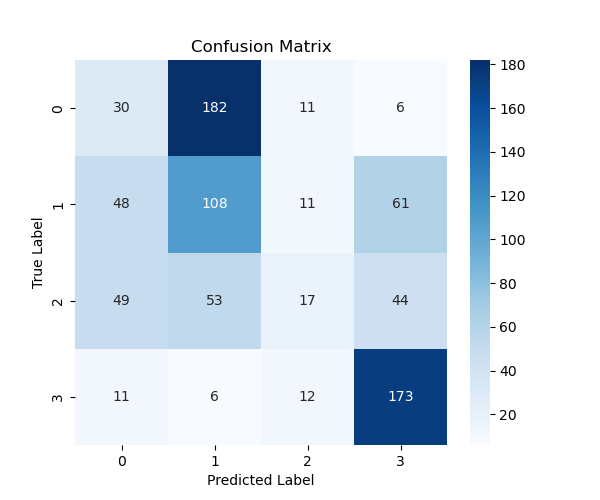 Confusion Matrix
True Label
0 30 182 11 6
1 48 108 11 61
2 49 53 17 44
3 11 6 12 173
0 1 2 3
Predicted Label
180
160
140
120
100
80
60
40
20